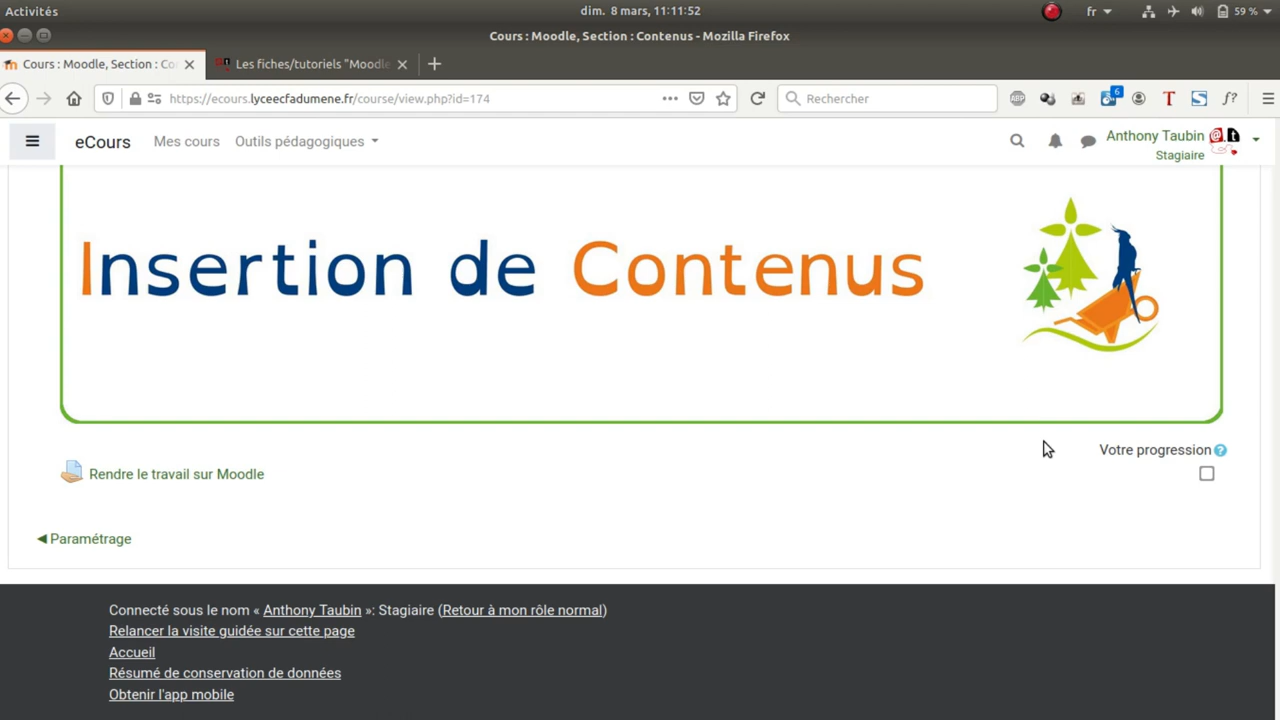 Activités
dim. 8 mars, 11:11:52
fr
59 %
Cours : Moodle, Section : Contenus - Mozilla Firefox
Cours : Moodle, Section : Co
Les fiches/tutoriels "Moodle
https://ecours.lyceecfadumene.fr/course/view.php?id=174
Rechercher
ABP
6
T
S
f?
eCours
Mes cours
Outils pédagogiques
Anthony Taubin
Stagiaire
@t
Insertion de Contenus
Votre progression ?
Rendre le travail sur Moodle
◀ Paramétrage
Connecté sous le nom « Anthony Taubin »: Stagiaire (Retour à mon rôle normal)
Relancer la visite guidée sur cette page
Accueil
Résumé de conservation de données
Obtenir l'app mobile